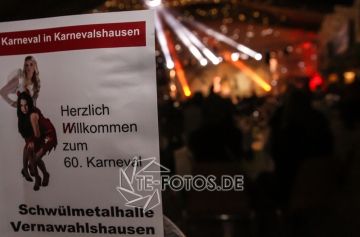 Karneval in Karnevalshausen
Herzlich
Willkommen
zum
60. Karneval
TE-FOTOS.DE
Schwülmetalhalle
Vernawahlshausen